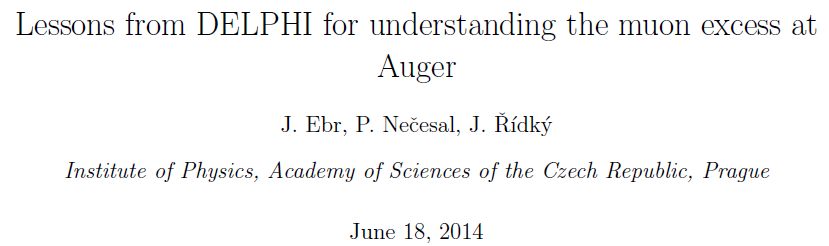 Lessons from DELPHI for understanding the muon excess at
Auger
J. Ebr, P. Nečesal, J. Řídký
Institute of Physics, Academy of Sciences of the Czech Republic, Prague
June 18, 2014